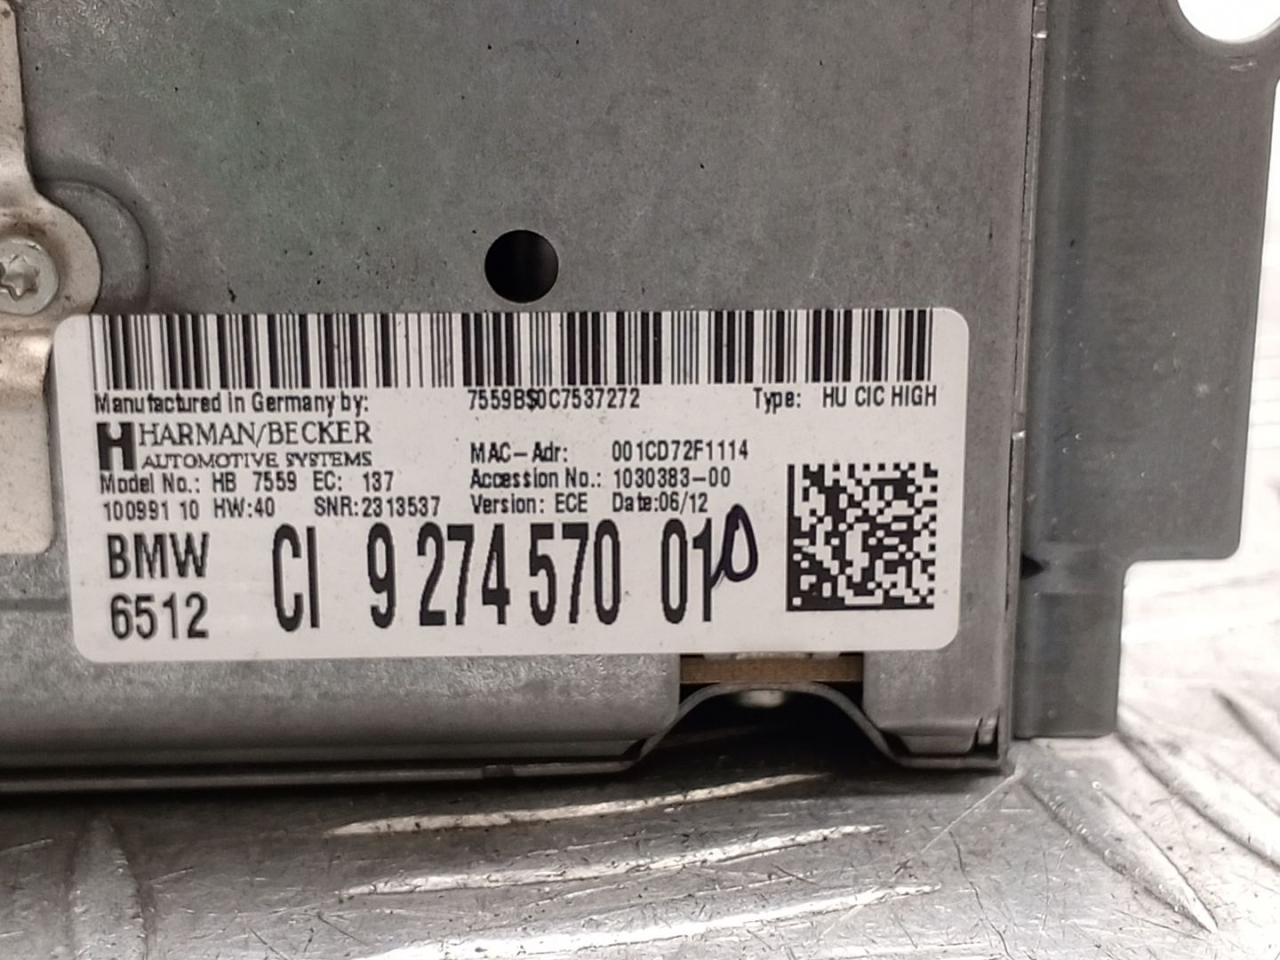 Manufactured in Germany by: 7559BS0C7537272 Type: HU CIC HIGH
HARMAN/BECKER
AUTOMOTIVE SYSTEMS
MAC-Adr: 001CD72F1114
Model No.: HB 7559 EC: 137 Accession No.: 1030383-00
100991 10 HW:40 SNR:2313537 Version: ECE Date:06/12
BMW
6512
CI 9 274 570 01 0